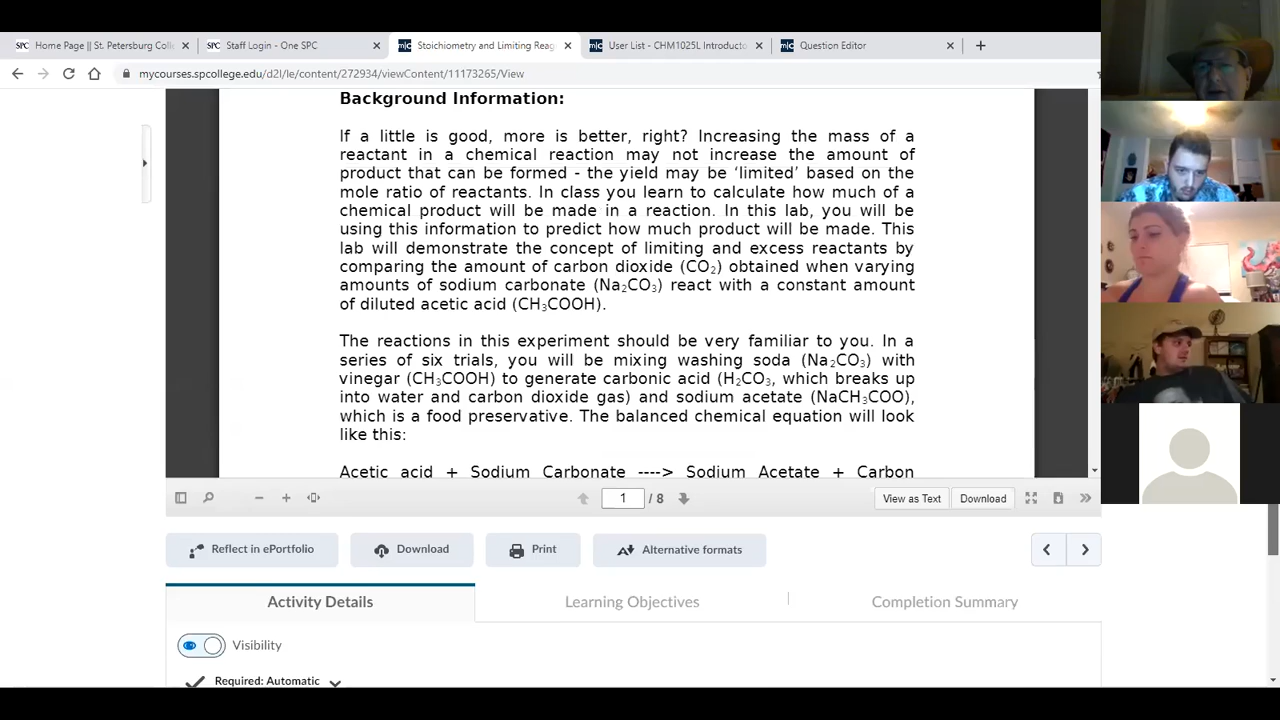 Home Page || St. Petersburg Coll
Staff Login - One SPC
Stoichiometry and Limiting Reag
User List - CHM1025L Introducto
Question Editor
mycourses.spcollege.edu/d2l/le/content/272934/viewContent/11173265/View
Background Information:
If a little is good, more is better, right? Increasing the mass of a
reactant in a chemical reaction may not increase the amount of
product that can be formed - the yield may be ‘limited’ based on the
mole ratio of reactants. In class you learn to calculate how much of a
chemical product will be made in a reaction. In this lab, you will be
using this information to predict how much product will be made. This
lab will demonstrate the concept of limiting and excess reactants by
comparing the amount of carbon dioxide (CO₂) obtained when varying
amounts of sodium carbonate (Na₂CO₃) react with a constant amount
of diluted acetic acid (CH₃COOH).
The reactions in this experiment should be very familiar to you. In a
series of six trials, you will be mixing washing soda (Na₂CO₃) with
vinegar (CH₃COOH) to generate carbonic acid (H₂CO₃, which breaks up
into water and carbon dioxide gas) and sodium acetate (NaCH₃COO),
which is a food preservative. The balanced chemical equation will look
like this:
Acetic acid + Sodium Carbonate ----> Sodium Acetate + Carbon
1 / 8
View as Text
Download
Reflect in ePortfolio
Download
Print
Alternative formats
Activity Details
Learning Objectives
Completion Summary
Visibility
Required: Automatic